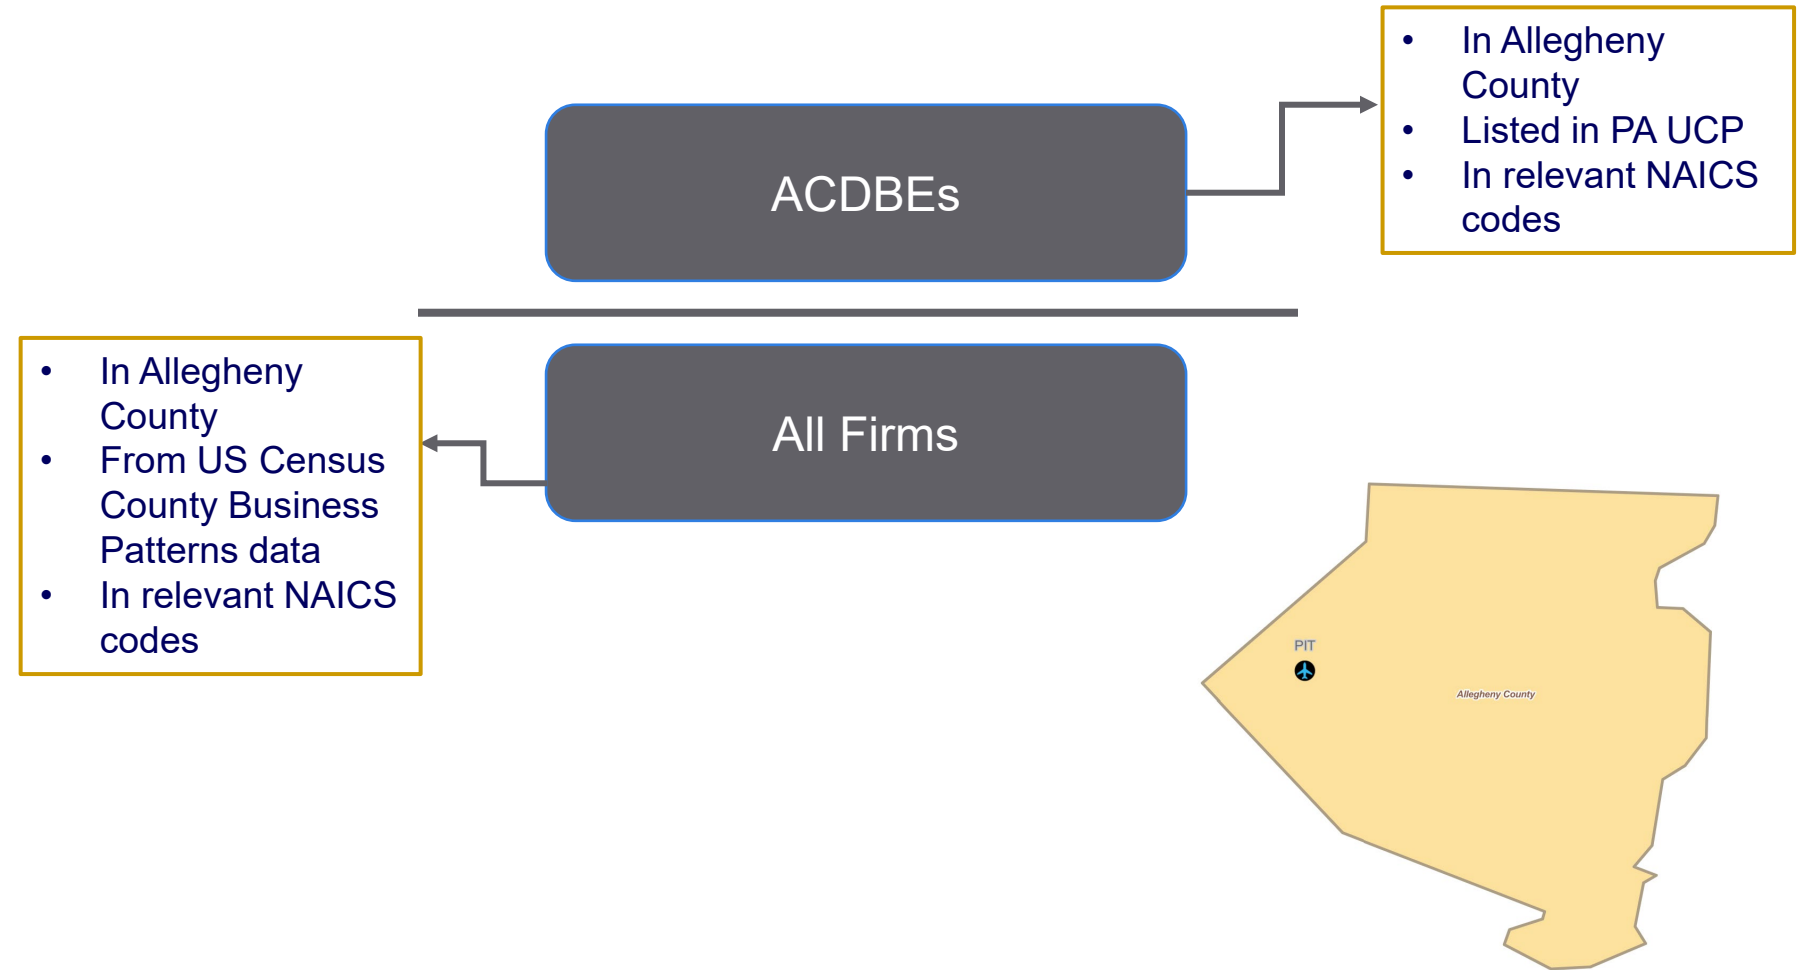 • In Allegheny
County
• Listed in PA UCP
• In relevant NAICS
codes
ACDBEs
• In Allegheny
County
• From US Census
County Business
Patterns data
• In relevant NAICS
codes
All Firms
PIT
Allegheny County